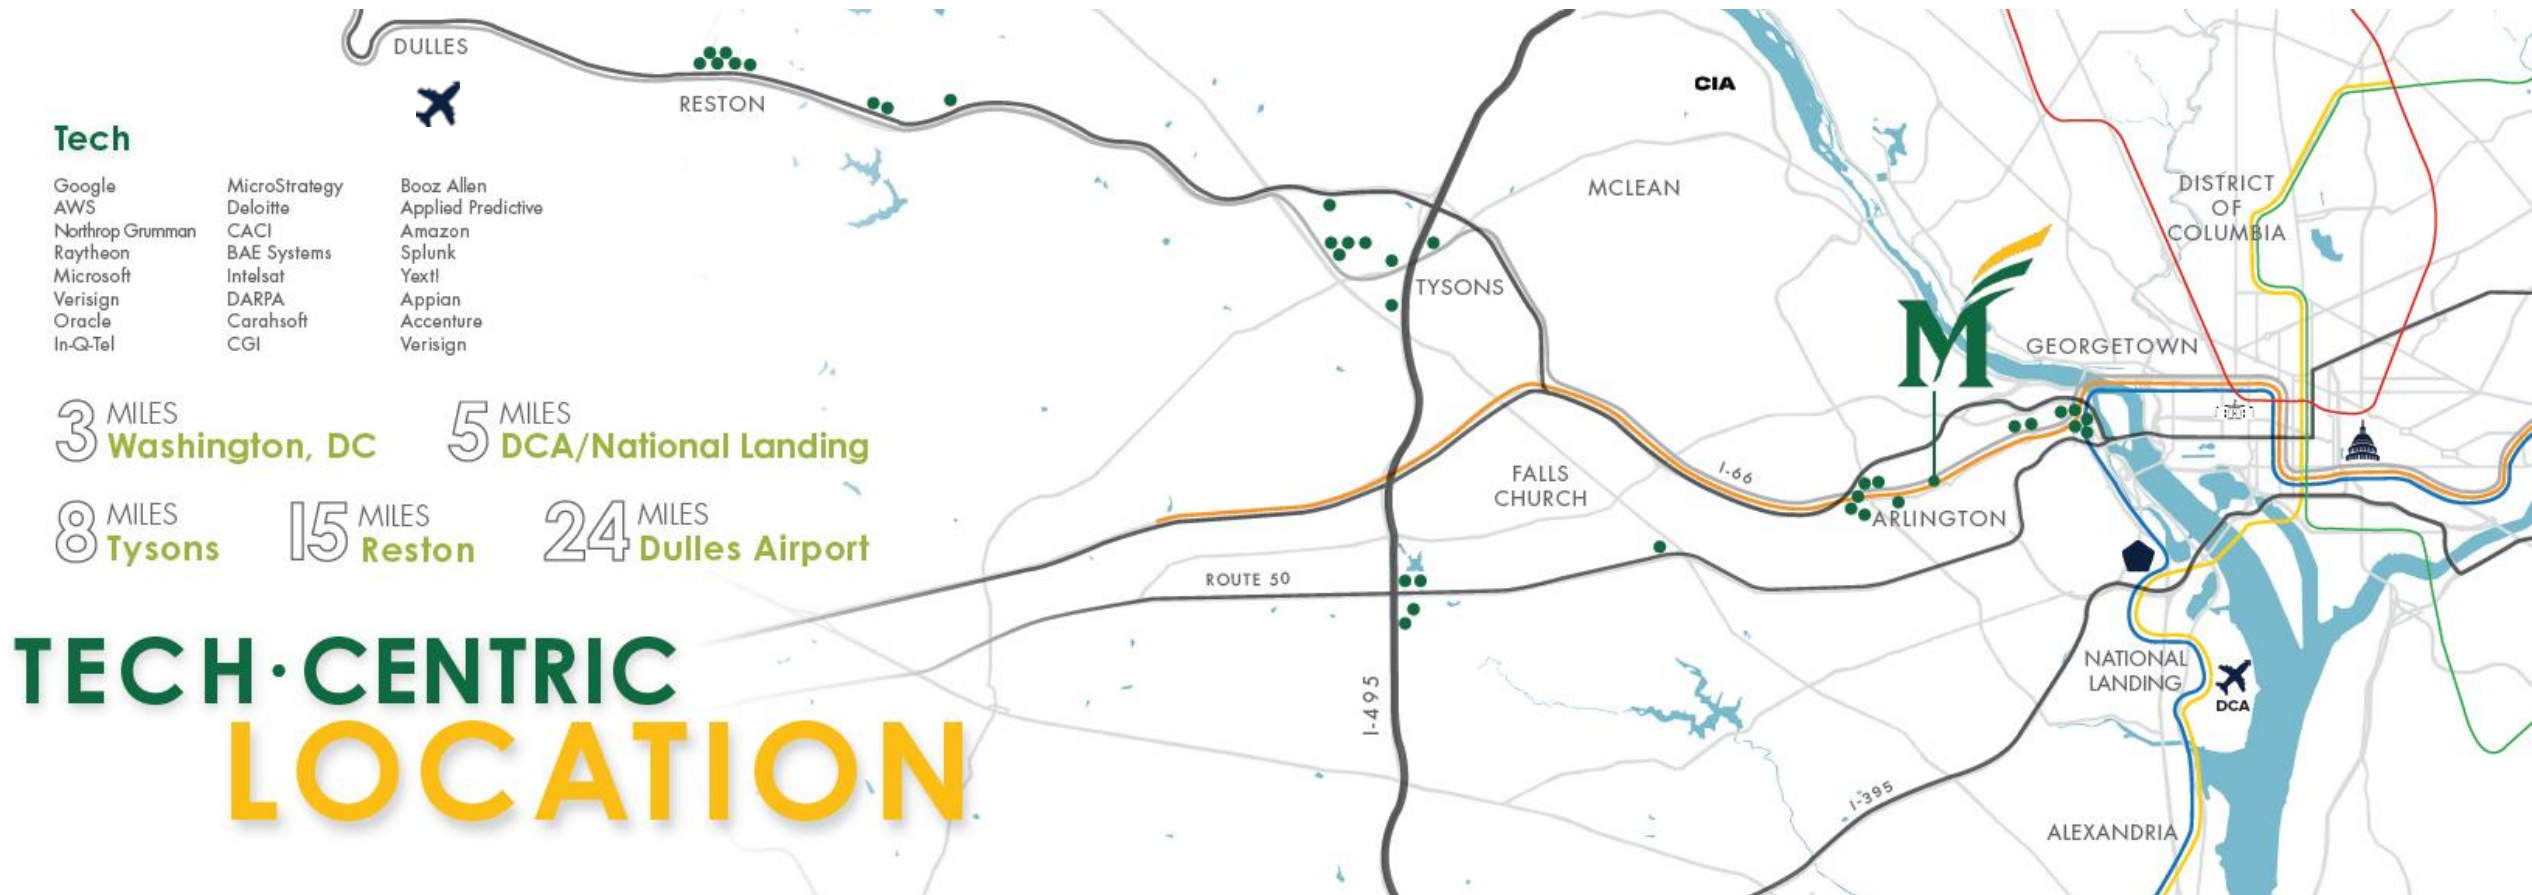 DULLES
RESTON
Tech
Google
AWS
Northrop Grumman
Raytheon
Microsoft
Verisign
Oracle
In-Q-Tel
MicroStrategy
Deloitte
CACI
BAE Systems
Intelsat
DARPA
Carahsoft
CGI
Booz Allen
Applied Predictive
Amazon
Splunk
Yext!
Appian
Accenture
Verisign
3 MILES
Washington, DC
5 MILES
DCA/National Landing
8 MILES
Tysons
15 MILES
Reston
24 MILES
Dulles Airport
TECH·CENTRIC
LOCATION
CIA
MCLEAN
DISTRICT
OF
COLUMBIA
TYSONS
M
GEORGETOWN
FALLS
CHURCH
I-66
ARLINGTON
ROUTE 50
I-495
NATIONAL
LANDING
DCA
I-395
ALEXANDRIA